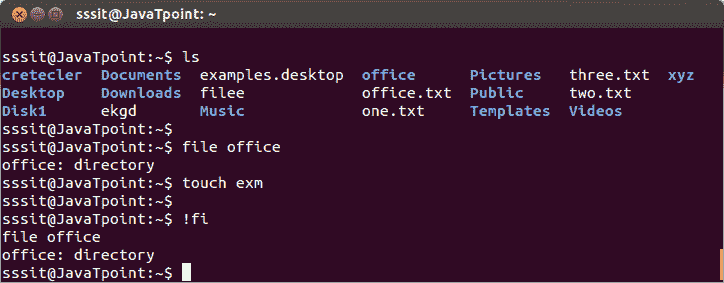 sssit@JavaTpoint: ~
sssit@JavaTpoint:~$ ls
cretecler  Documents  examples.desktop  office      Pictures   three.txt  xyz
Desktop    Downloads  filee             office.txt  Public     two.txt
Disk1      ekgd       Music             one.txt     Templates  Videos
sssit@JavaTpoint:~$
sssit@JavaTpoint:~$ file office
office: directory
sssit@JavaTpoint:~$ touch exm
sssit@JavaTpoint:~$
sssit@JavaTpoint:~$ !fi
file office
office: directory
sssit@JavaTpoint:~$